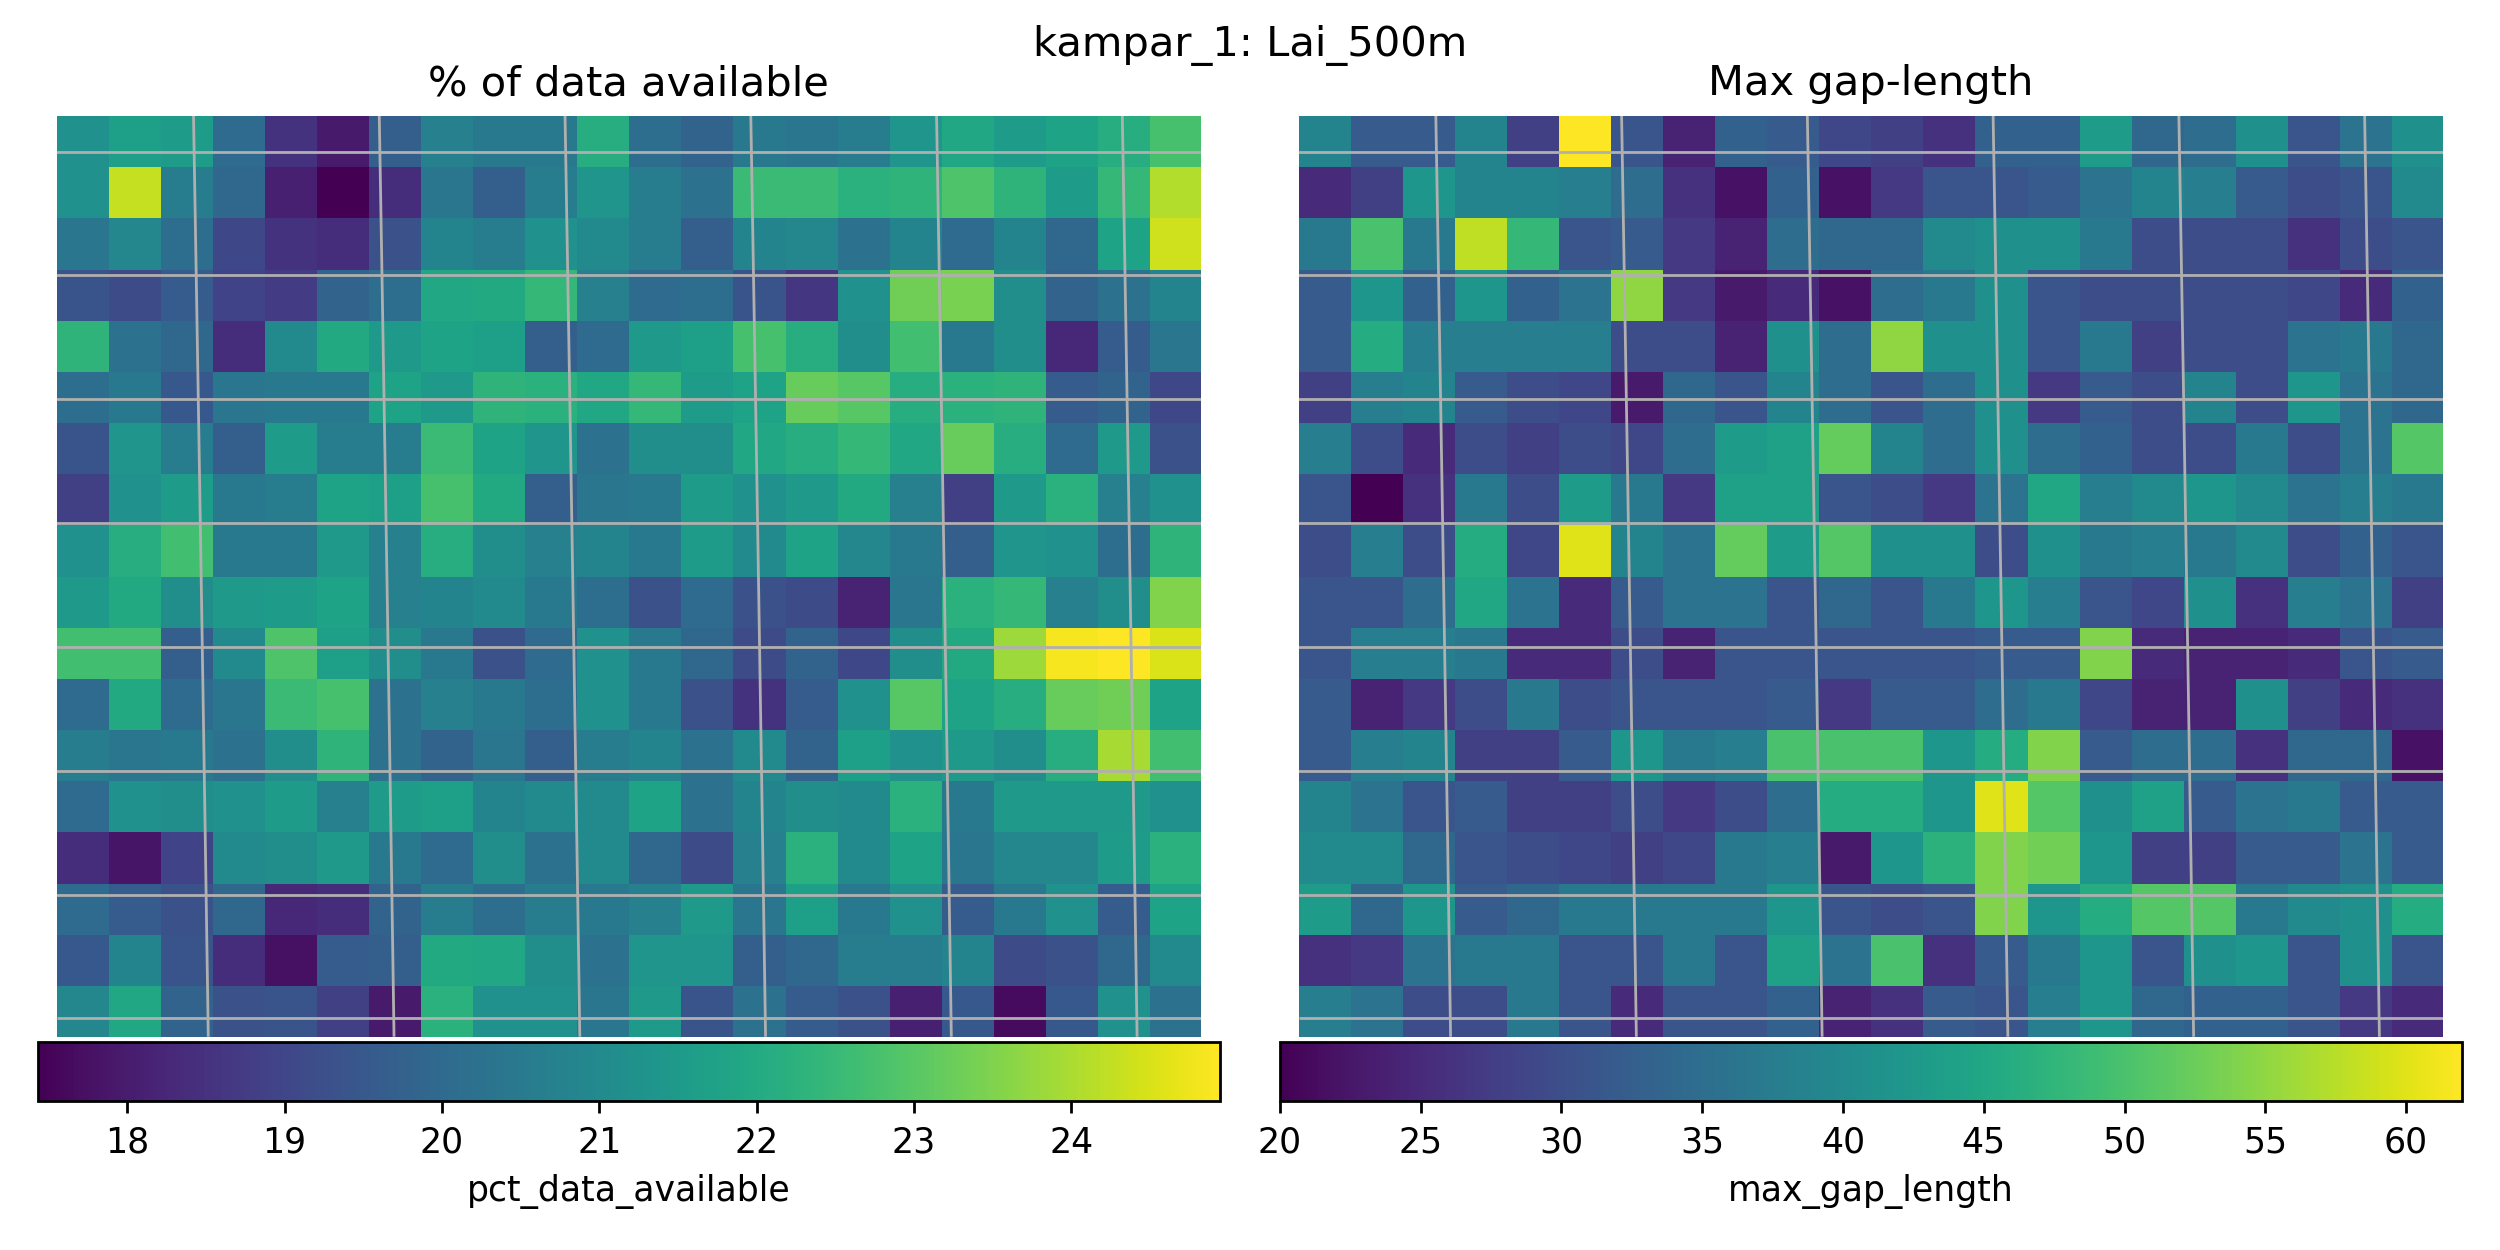 kampar_1: Lai_500m
% of data available
Max gap-length
18 19 20 21 22 23 24
pct_data_available
20 25 30 35 40 45 50 55 60
max_gap_length